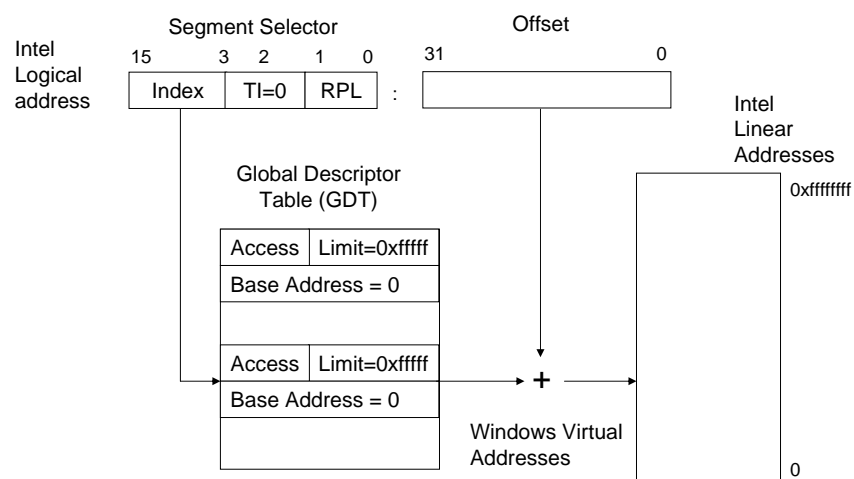 Segment Selector
Offset
Intel
Logical
address
15 3 2 1 0
31 0
Index TI=0 RPL :
Intel
Linear
Addresses
0xffffffff
Global Descriptor
Table (GDT)
Access Limit=0xfffff
Base Address = 0
Access Limit=0xfffff
Base Address = 0
+
Windows Virtual
Addresses
0